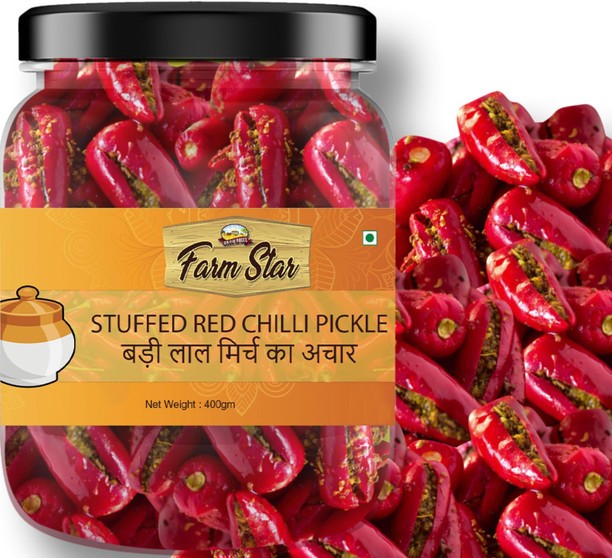 Farm Star
STUFFED RED CHILLI PICKLE
बड़ी लाल मिर्च का अचार
Net Weight : 400gm